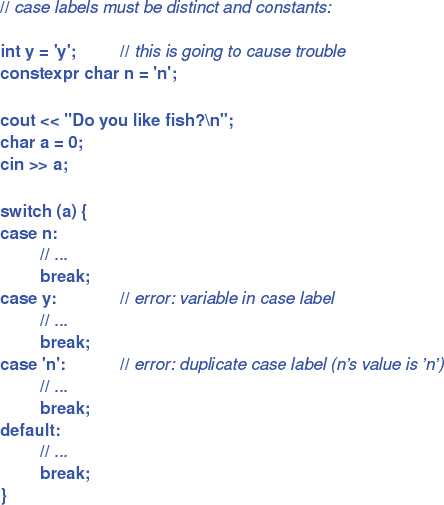 // case labels must be distinct and constants:
int y = 'y';	// this is going to cause trouble
constexpr char n = 'n';
cout << "Do you like fish?\n";
char a = 0;
cin >> a;
switch (a) {
case n:
	// ...
	break;
case y:	// error: variable in case label
	// ...
	break;
case 'n':	// error: duplicate case label (n’s value is ’n’)
	// ...
	break;
default:
	// ...
	break;
}